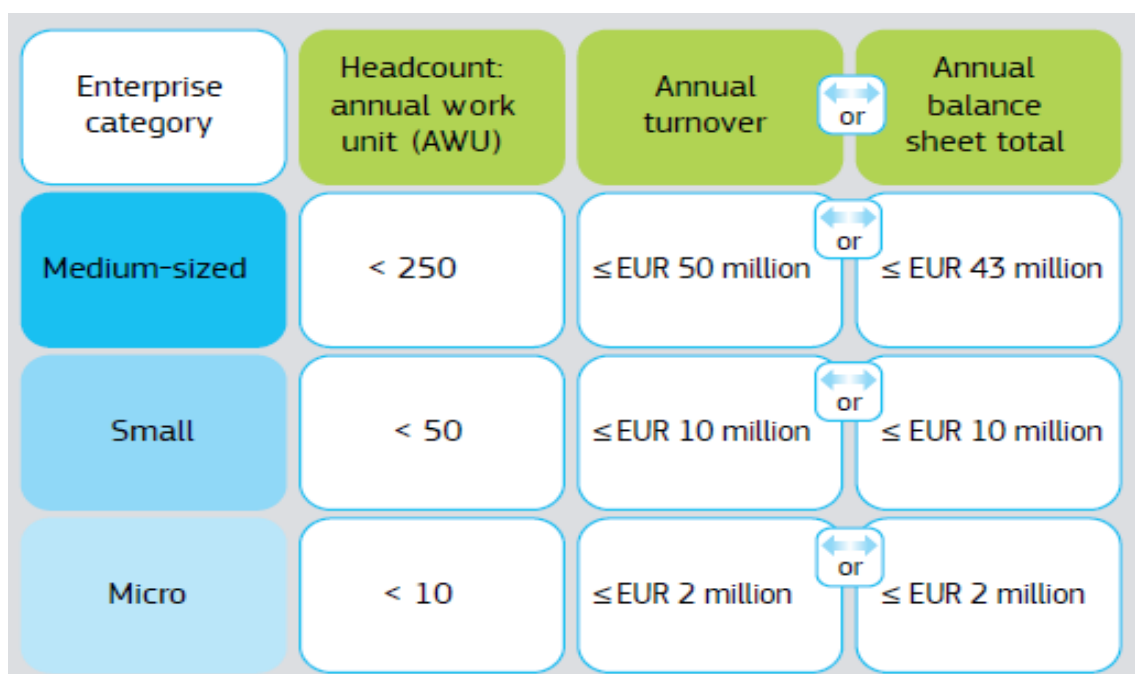 Enterprise
category
Headcount:
annual work
unit (AWU)
Annual
turnover
or
Annual
balance
sheet total
Medium-sized
< 250
≤ EUR 50 million
or
≤ EUR 43 million
Small
< 50
≤ EUR 10 million
or
≤ EUR 10 million
Micro
< 10
≤ EUR 2 million
or
≤ EUR 2 million